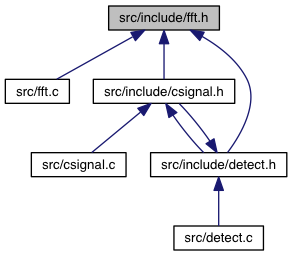 src/include/fft.h
src/fft.c
src/include/csignal.h
src/csignal.c
src/include/detect.h
src/detect.c